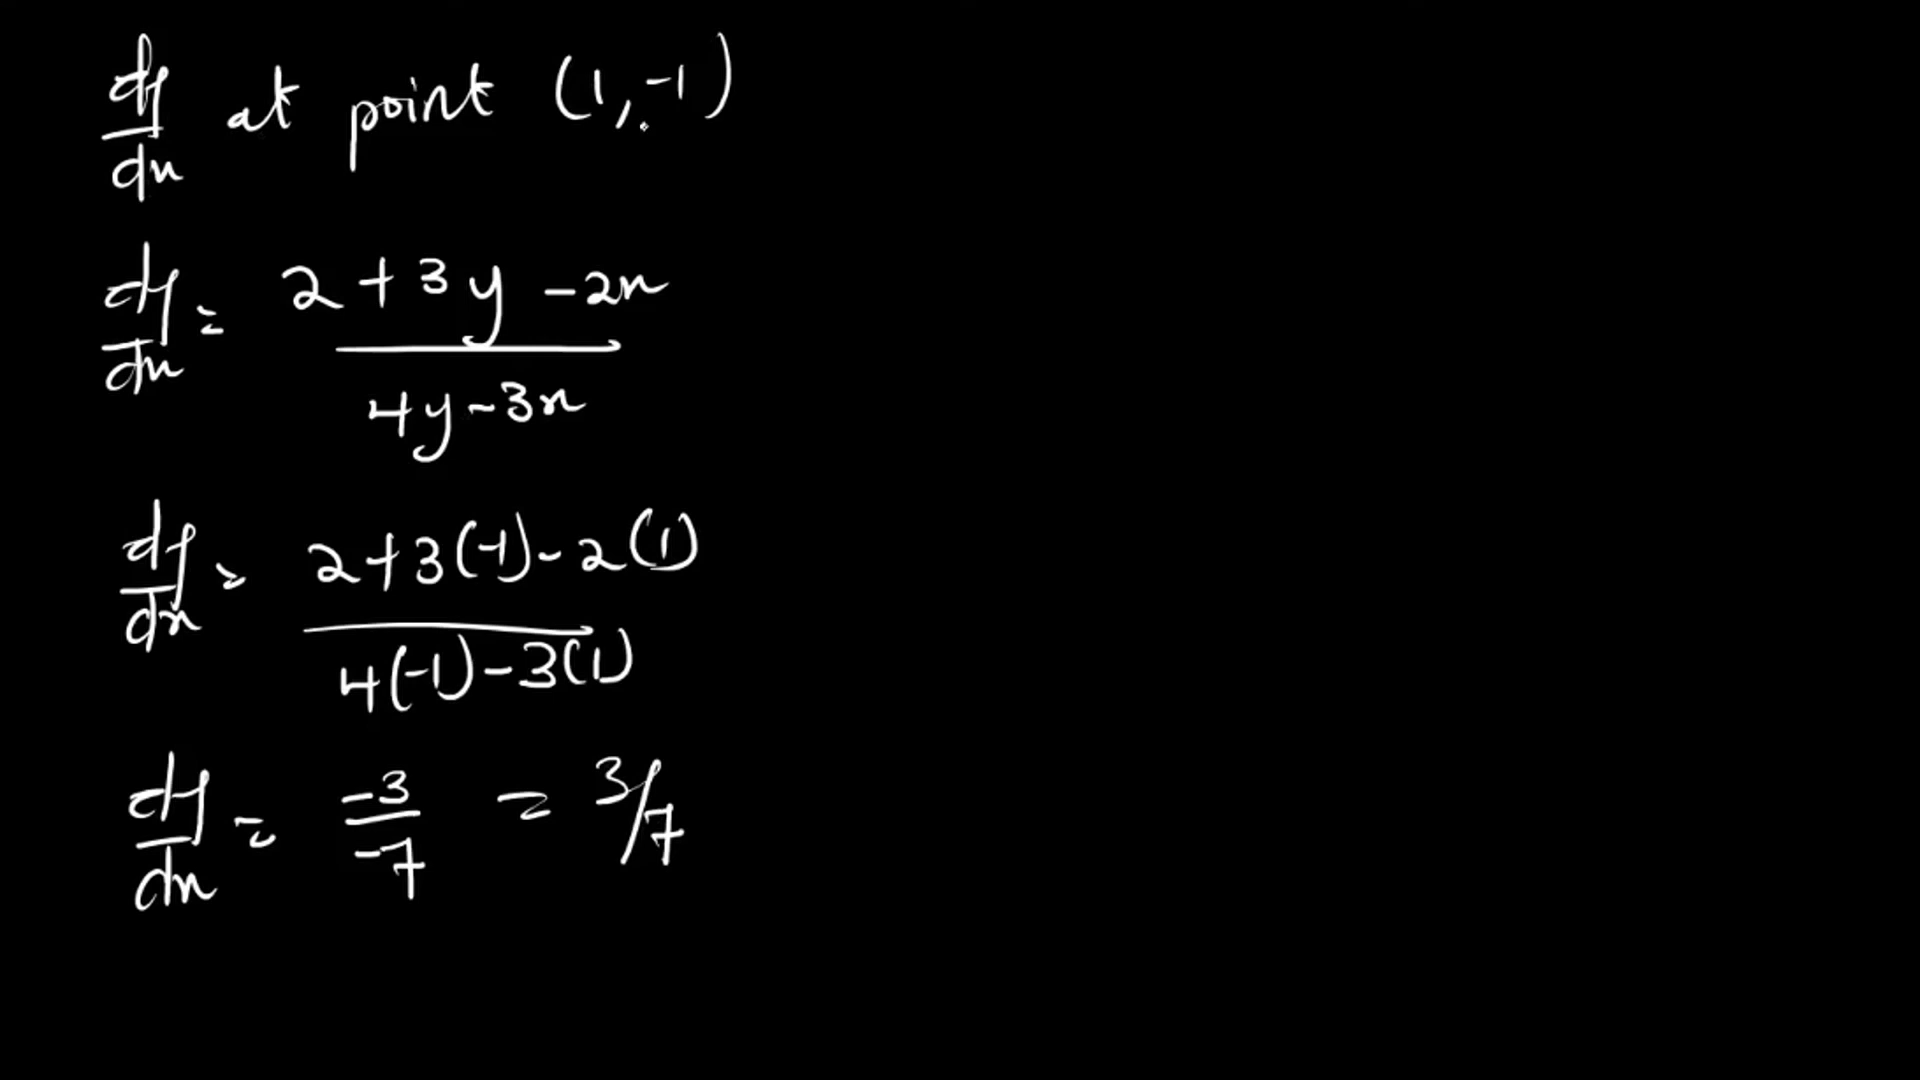 dy/dx at point (1,-1)
dy/dx = (2 + 3y - 2x)/(4y - 3x)
dy/dx = (2+3(-1)-2(1))/(4(-1)-3(1))
dy/dx = -3/-7 = 3/7